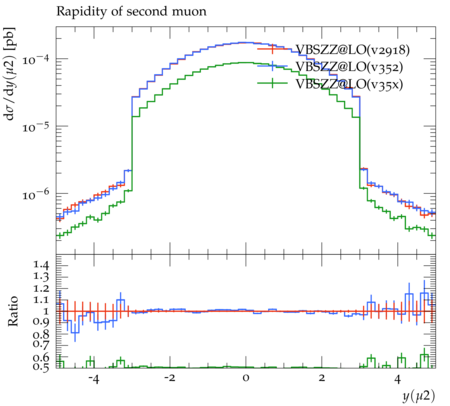 Rapidity of second muon
dσ/dy(μ2) [pb]
10⁻⁴
VBSZZ@LO(v2918)
VBSZZ@LO(v352)
VBSZZ@LO(v35x)
10⁻⁵
10⁻⁶
Ratio
1.4
1.3
1.2
1.1
1
0.9
0.8
0.7
0.6
0.5
-4 -2 0 2 4
y(μ2)